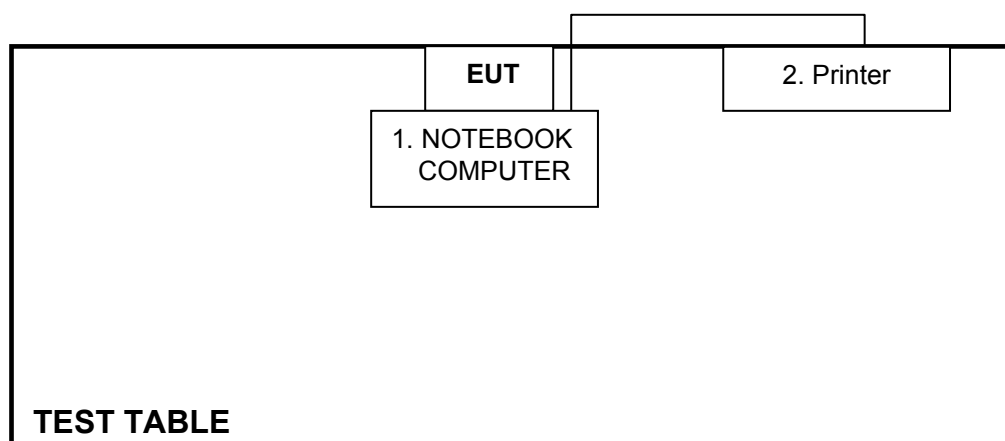 EUT
2. Printer
1. NOTEBOOK
COMPUTER
TEST TABLE